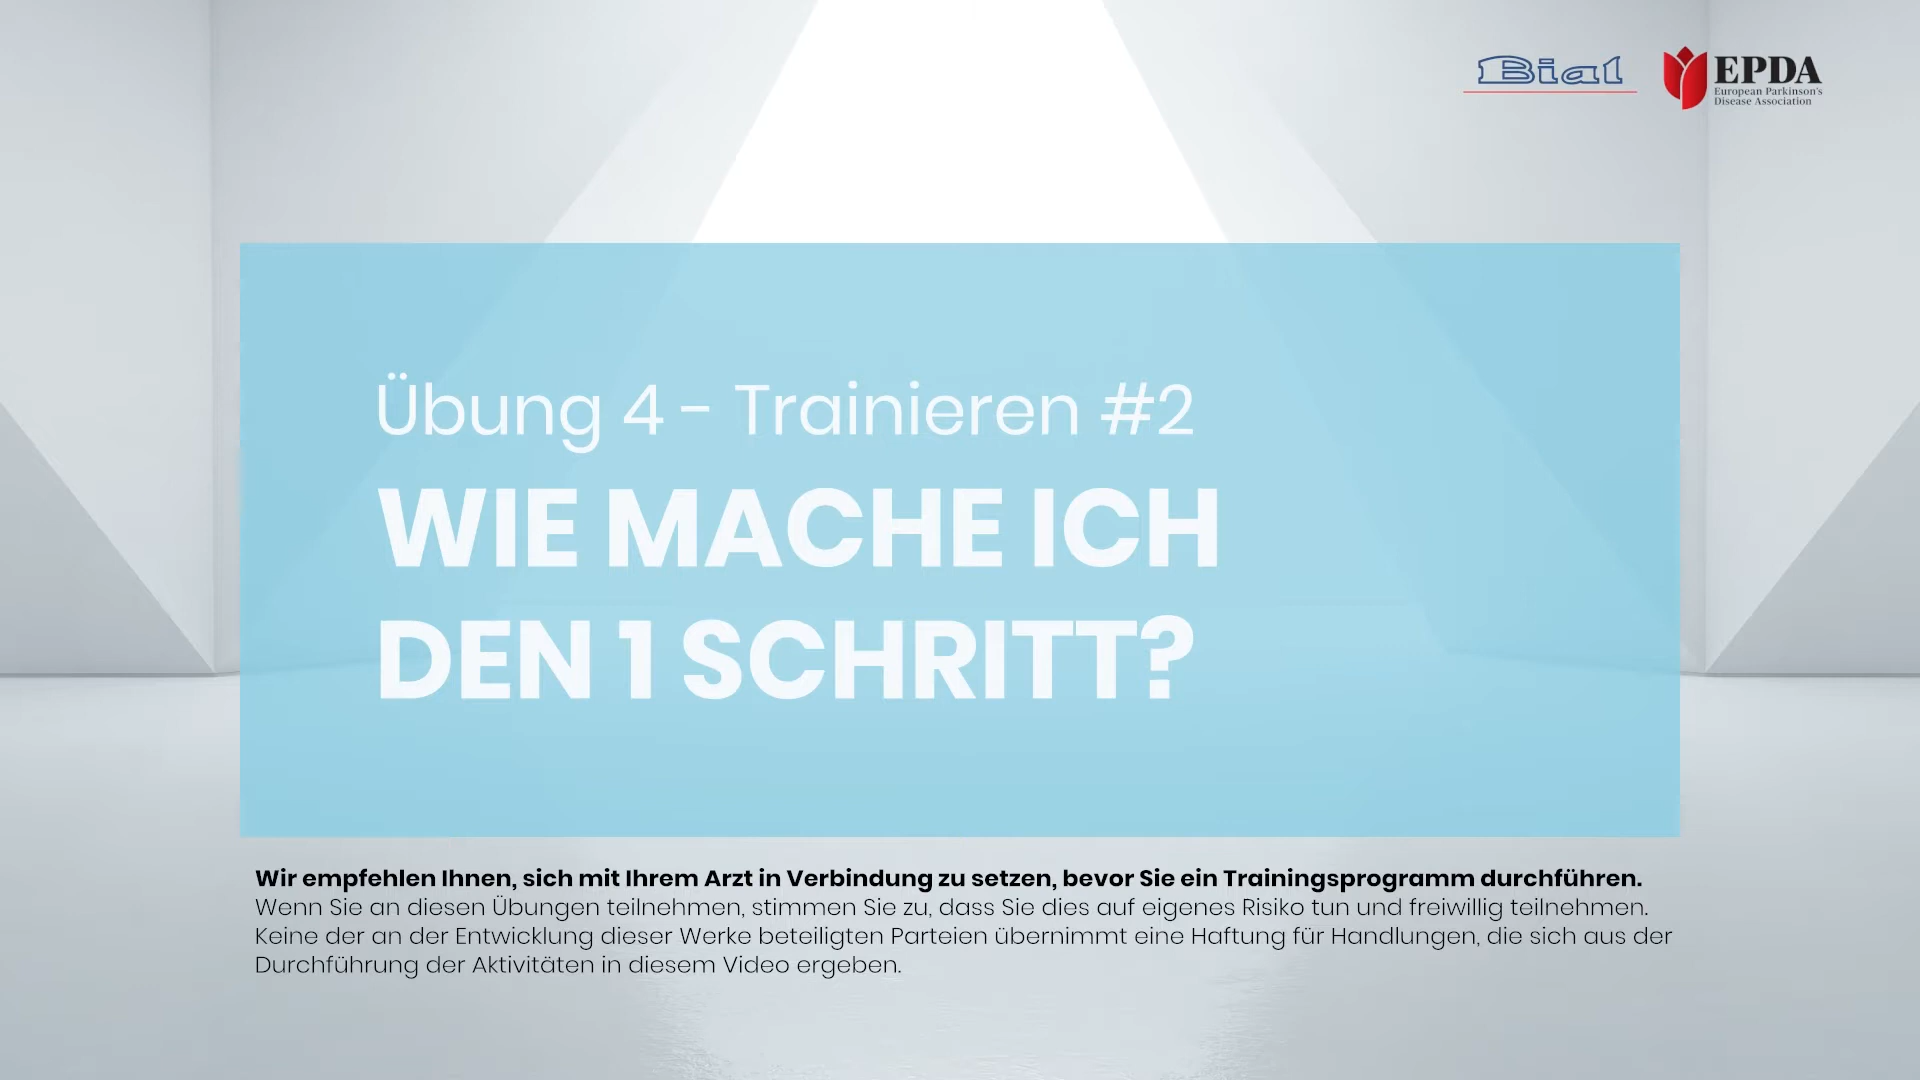 Bial
EPDA
European Parkinson's
Disease Association
Übung 4 - Trainieren #2
WIE MACHE ICH
DEN 1 SCHRITT?
Wir empfehlen Ihnen, sich mit Ihrem Arzt in Verbindung zu setzen, bevor Sie ein Trainingsprogramm durchführen.
Wenn Sie an diesen Übungen teilnehmen, stimmen Sie zu, dass Sie dies auf eigenes Risiko tun und freiwillig teilnehmen.
Keine der an der Entwicklung dieser Werke beteiligten Parteien übernimmt eine Haftung für Handlungen, die sich aus der
Durchführung der Aktivitäten in diesem Video ergeben.